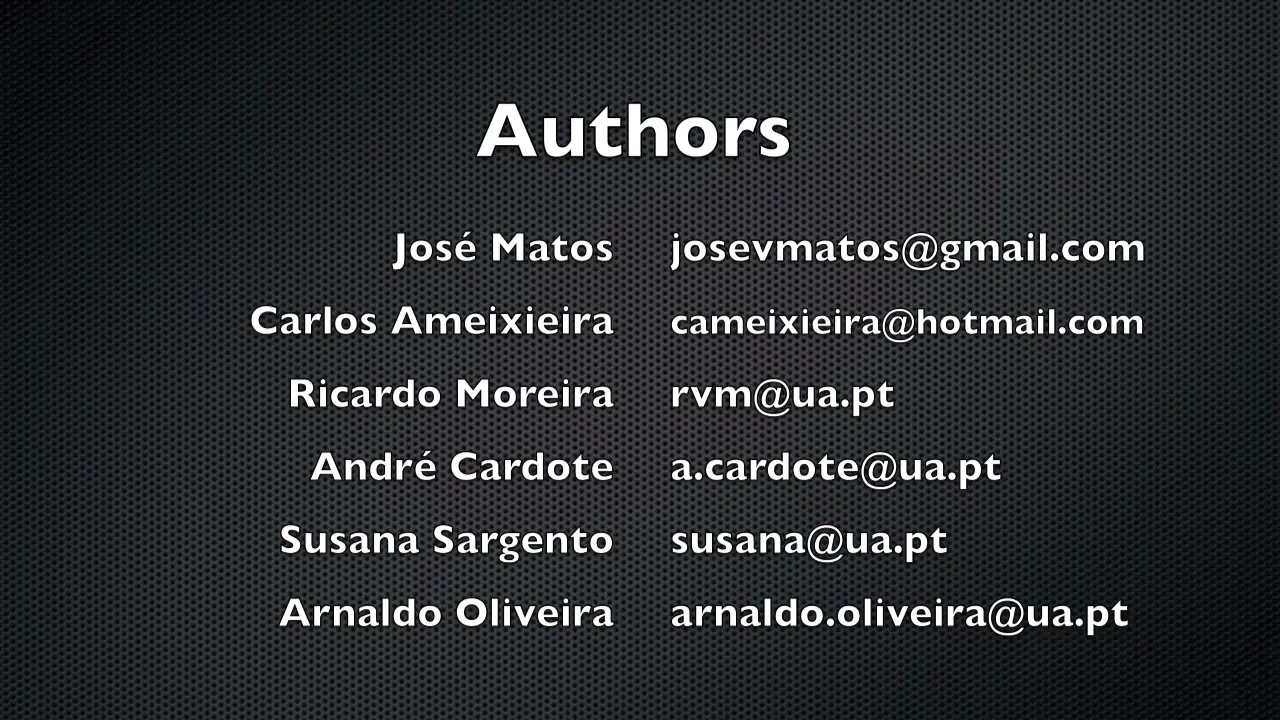 Authors
José Matos josevmatos@gmail.com
Carlos Ameixieira cameixieira@hotmail.com
Ricardo Moreira rvm@ua.pt
André Cardote a.cardote@ua.pt
Susana Sargento susana@ua.pt
Arnaldo Oliveira arnaldo.oliveira@ua.pt